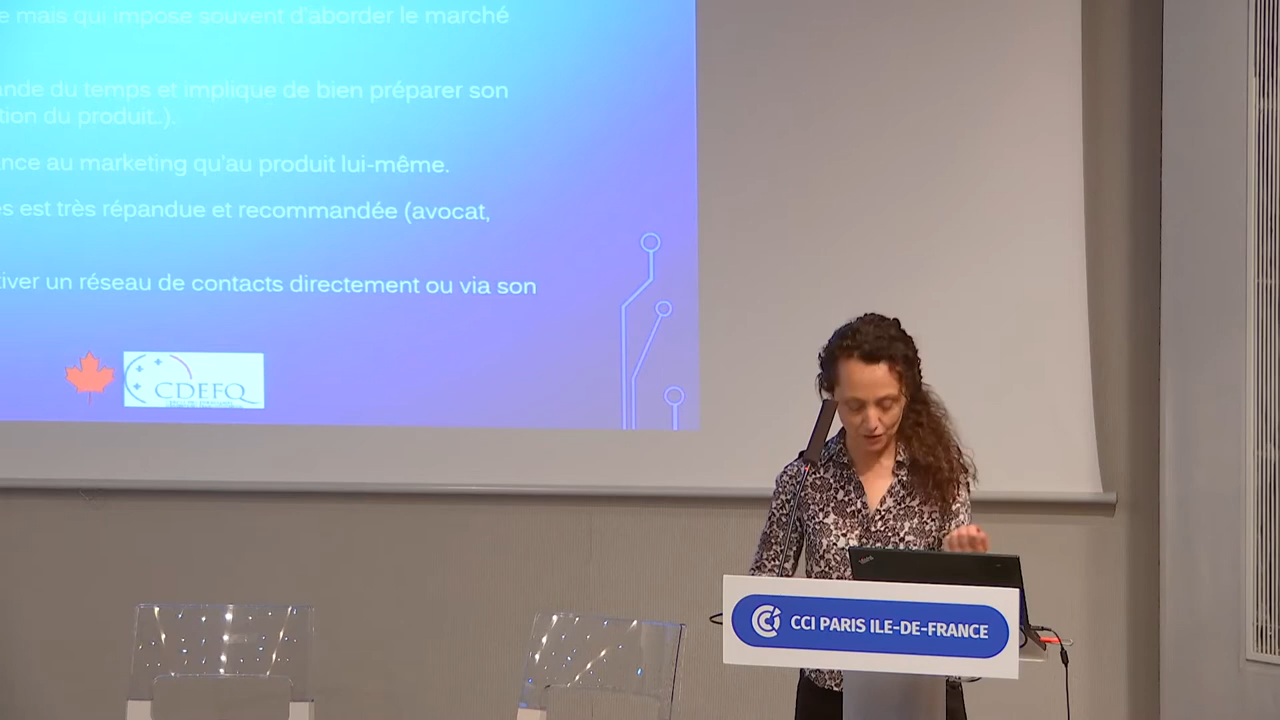 e mais qui impose souvent d'aborder le marché
ande du temps et implique de bien préparer son
tion du produit..).
ance au marketing qu'au produit lui-même.
es est très répandue et recommandée (avocat,
tiver un réseau de contacts directement ou via son
CDEFQ
CCI PARIS ILE-DE-FRANCE